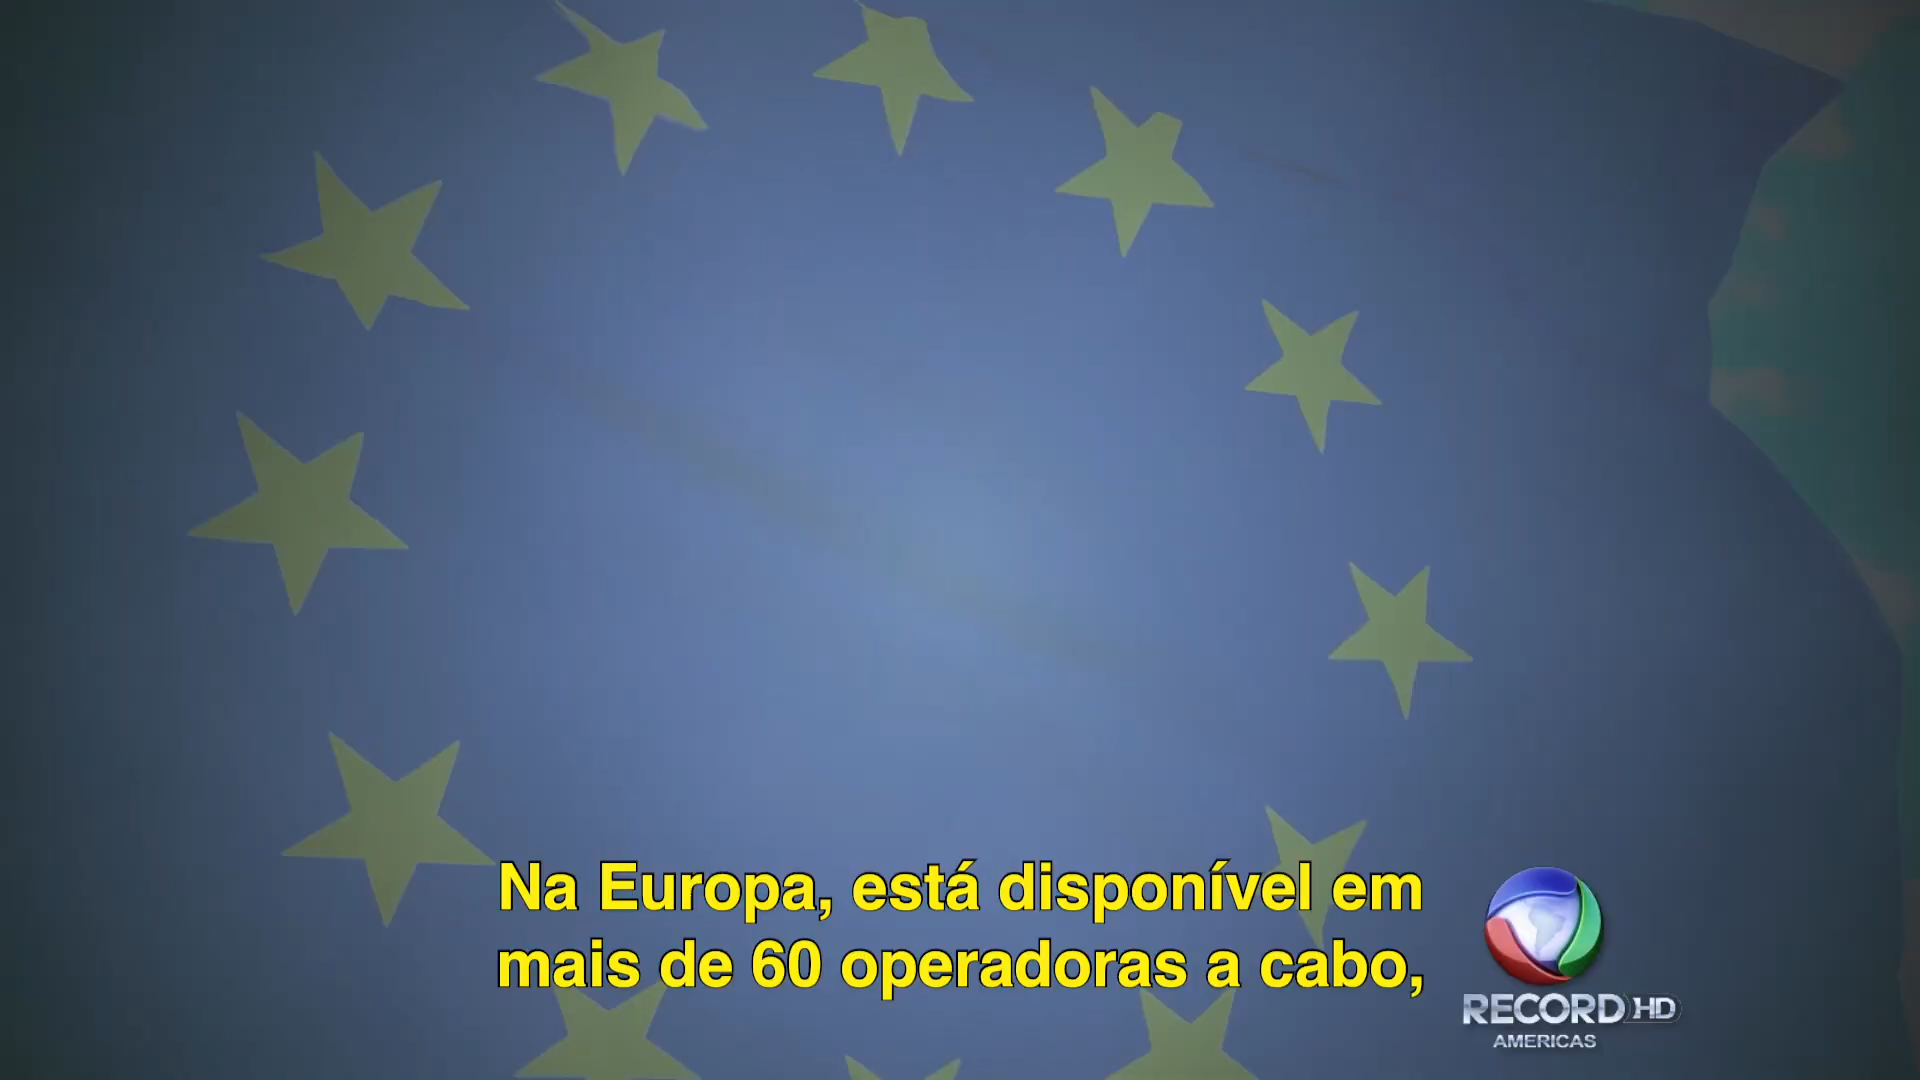 Na Europa, está disponível em
mais de 60 operadoras a cabo,
RECORD HD
AMERICAS